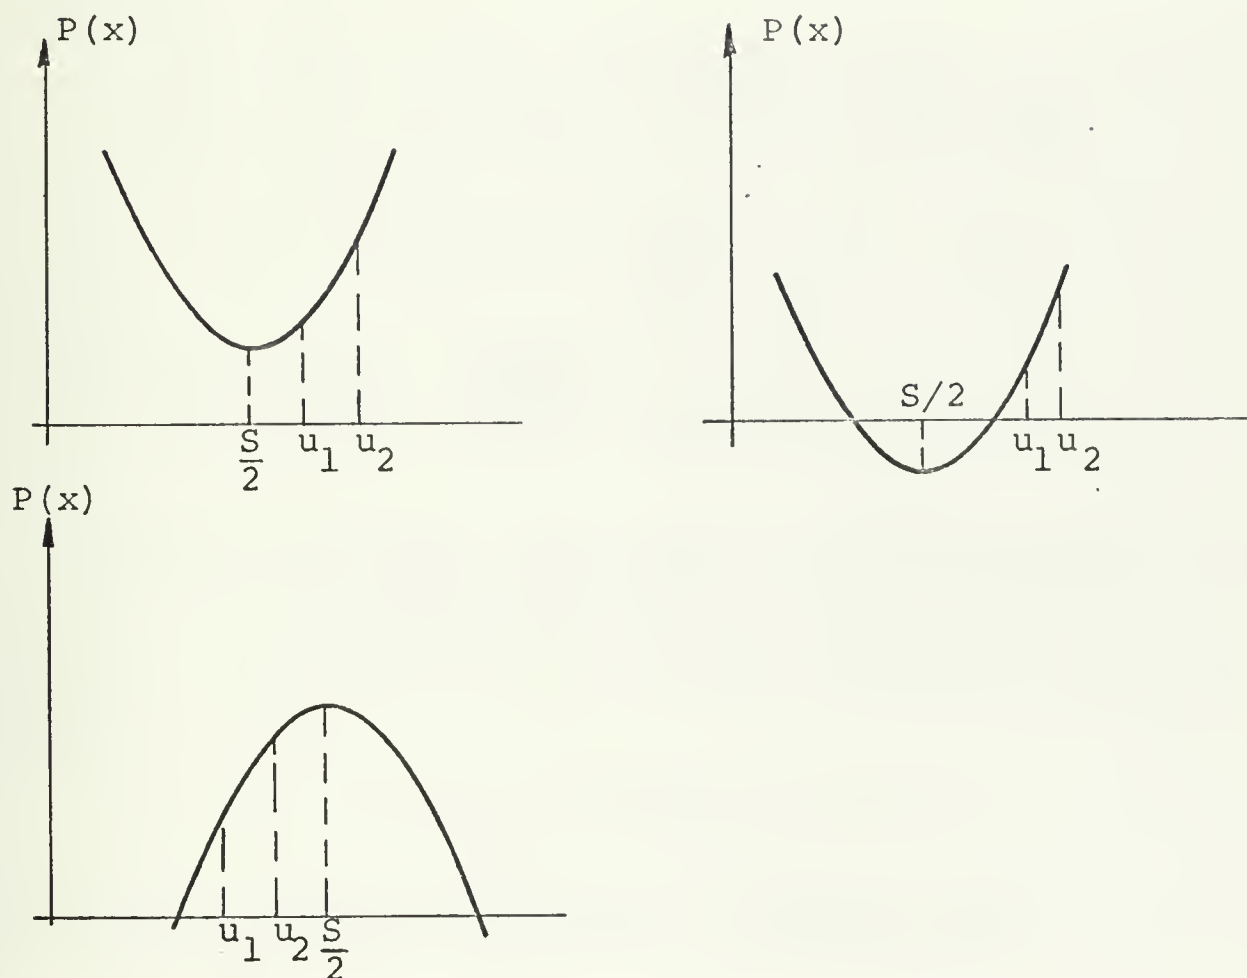 P(x)
S/2 u₁ u₂
P(x)
S/2
u₁ u₂
P(x)
u₁ u₂ S/2